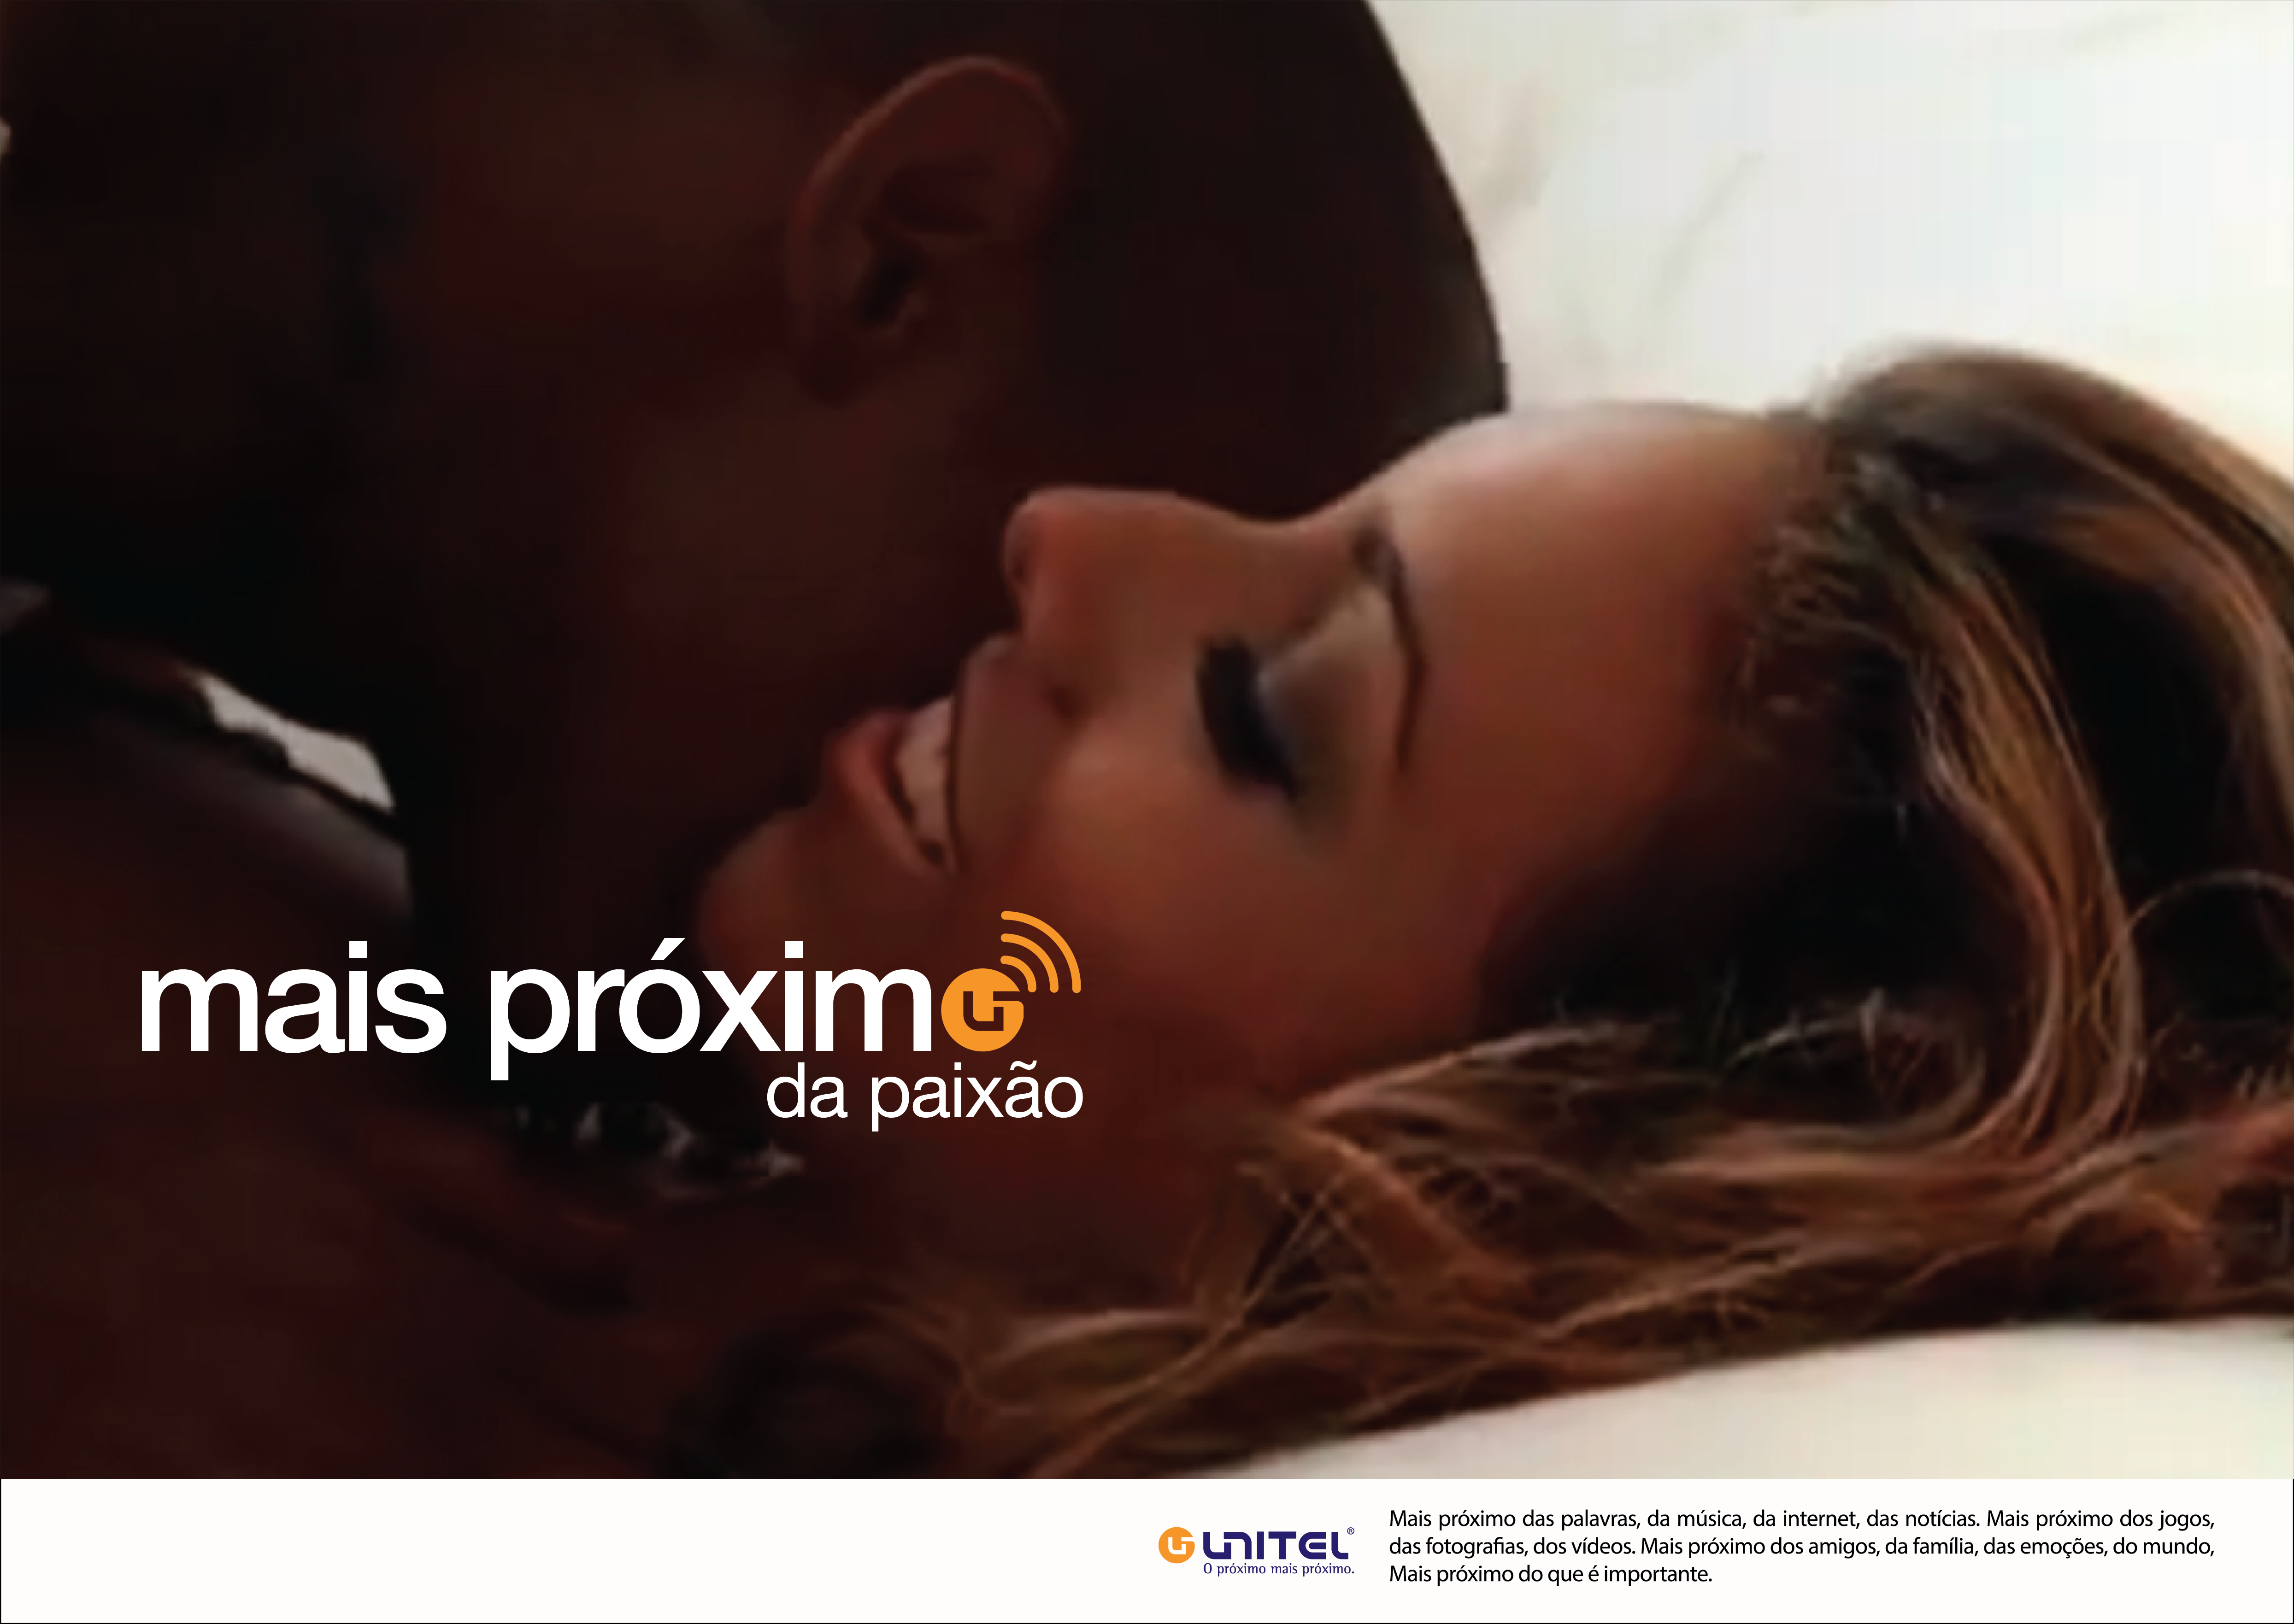 mais próximo
da paixão
UNITEL®
O próximo mais próximo.
Mais próximo das palavras, da música, da internet, das notícias. Mais próximo dos jogos,
das fotografias, dos vídeos. Mais próximo dos amigos, da família, das emoções, do mundo,
Mais próximo do que é importante.